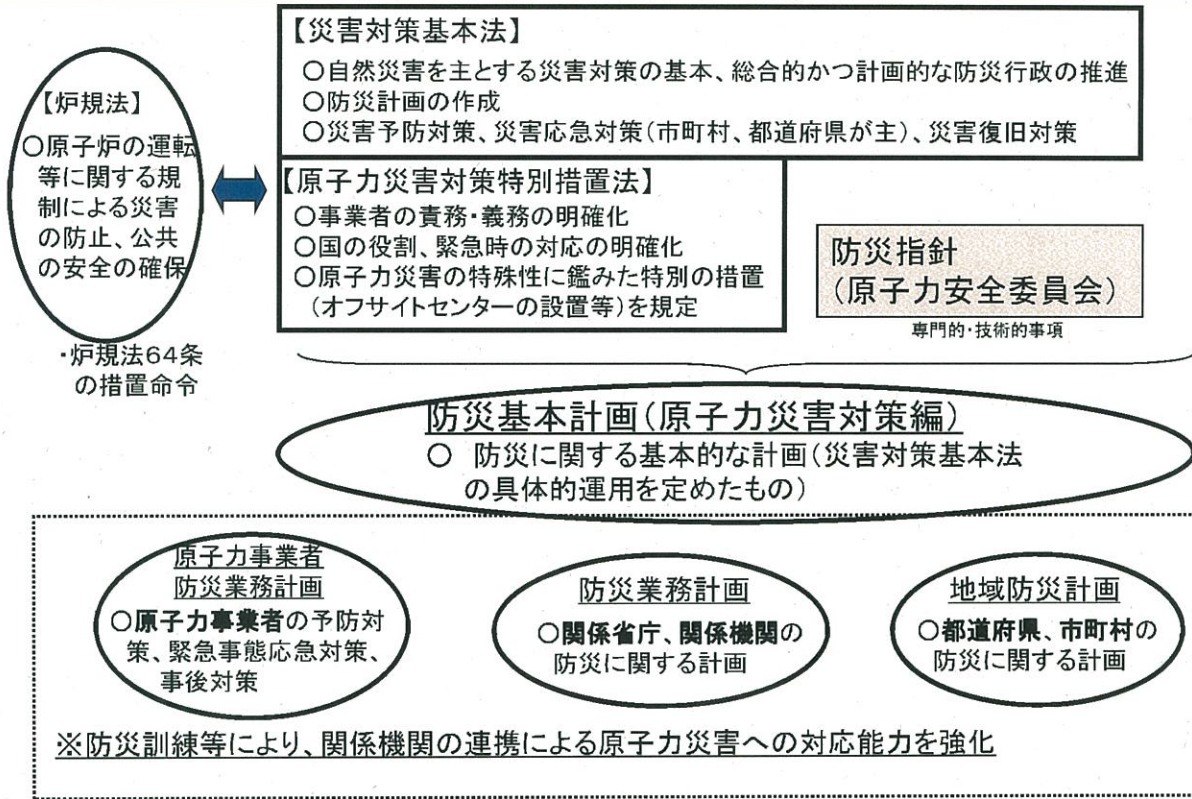 【災害対策基本法】
○自然災害を主とする災害対策の基本、総合的かつ計画的な防災行政の推進
○防災計画の作成
○災害予防対策、災害応急対策(市町村、都道府県が主)、災害復旧対策
【炉規法】
○原子炉の運転
等に関する規
制による災害
の防止、公共
の安全の確保
・炉規法64条
の措置命令
【原子力災害対策特別措置法】
○事業者の責務・義務の明確化
○国の役割、緊急時の対応の明確化
○原子力災害の特殊性に鑑みた特別の措置
(オフサイトセンターの設置等)を規定
防災指針
(原子力安全委員会)
専門的・技術的事項
防災基本計画(原子力災害対策編)
○ 防災に関する基本的な計画(災害対策基本法
の具体的運用を定めたもの)
原子力事業者
防災業務計画
○原子力事業者の予防対
策、緊急事態応急対策、
事後対策
防災業務計画
○関係省庁、関係機関の
防災に関する計画
地域防災計画
○都道府県、市町村の
防災に関する計画
※防災訓練等により、関係機関の連携による原子力災害への対応能力を強化